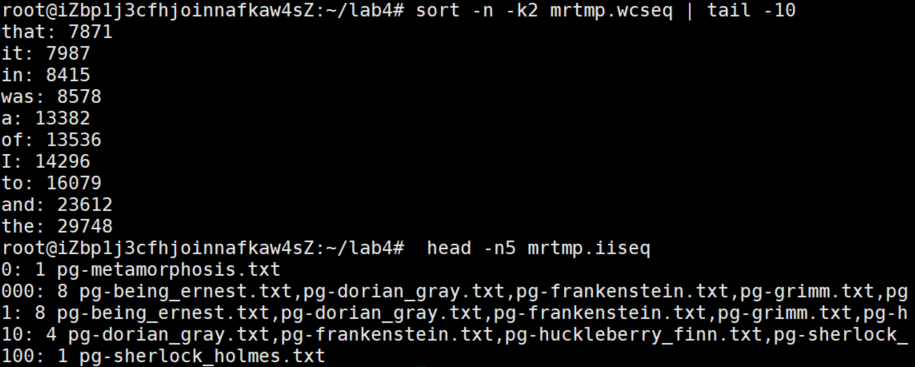 root@iZbp1j3cfhjoinnafkaw4sZ:~/lab4# sort -n -k2 mrtmp.wcseq | tail -10
that: 7871
it: 7987
in: 8415
was: 8578
a: 13382
of: 13536
I: 14296
to: 16079
and: 23612
the: 29748
root@iZbp1j3cfhjoinnafkaw4sZ:~/lab4#  head -n5 mrtmp.iiseq
0: 1 pg-metamorphosis.txt
000: 8 pg-being_ernest.txt,pg-dorian_gray.txt,pg-frankenstein.txt,pg-grimm.txt,pg
1: 8 pg-being_ernest.txt,pg-dorian_gray.txt,pg-frankenstein.txt,pg-grimm.txt,pg-h
10: 4 pg-dorian_gray.txt,pg-frankenstein.txt,pg-huckleberry_finn.txt,pg-sherlock_
100: 1 pg-sherlock_holmes.txt